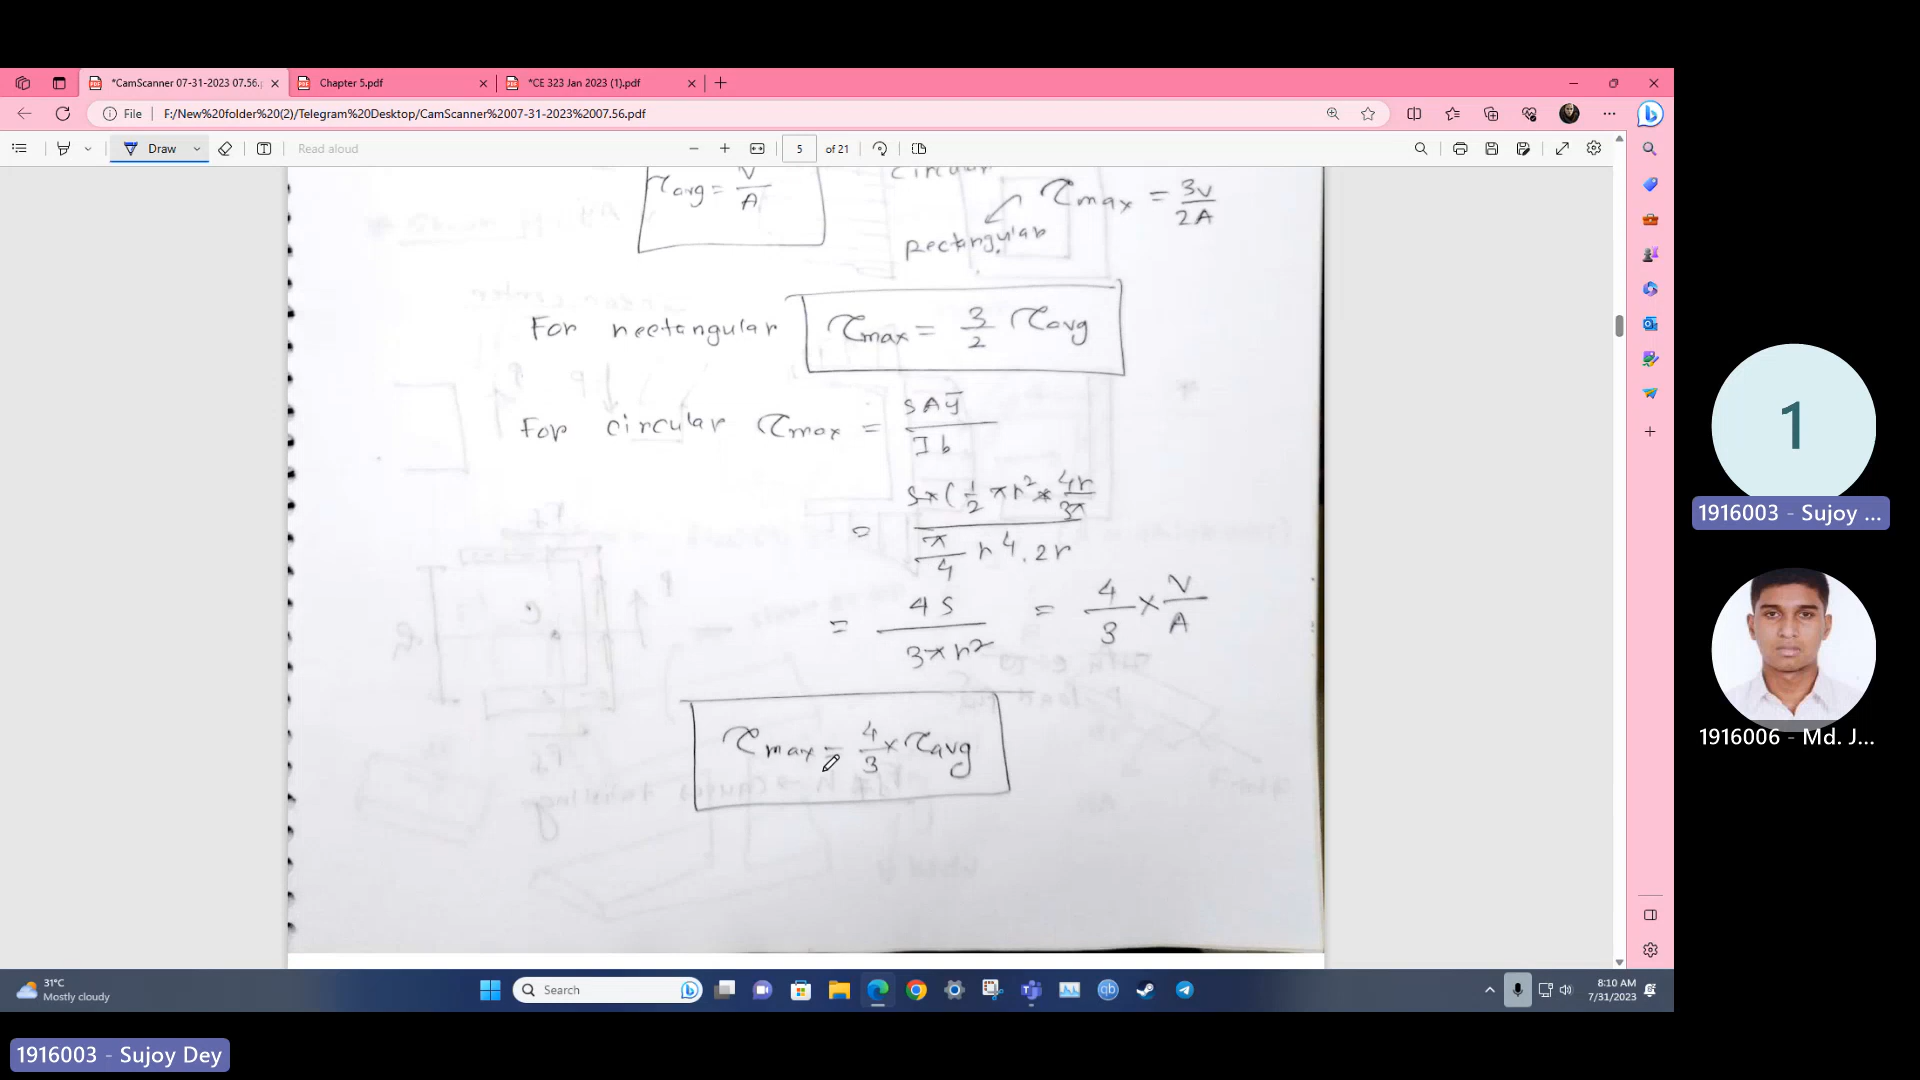 *CamScanner 07-31-2023 07.56.p
Chapter 5.pdf
*CE 323 Jan 2023 (1).pdf
File
F:/New%20folder%20(2)/Telegram%20Desktop/CamScanner%2007-31-2023%2007.56.pdf
Draw
Read aloud
5 of 21
τavg = V/A
circular
τmax = 3V/2A
rectangular
For rectangular τmax = 3/2 τavg
For circular τmax = SAȳ/Ib
= S*(1/2 πr² * 4r/3π / π/4 r4.2r
= 4S/3πr² = 4/3 × V/A
τmax = 4/3 × τavg
1
1916003 - Sujoy ...
1916006 - Md. J...
31°C
Mostly cloudy
Search
8:10 AM
7/31/2023
1916003 - Sujoy Dey